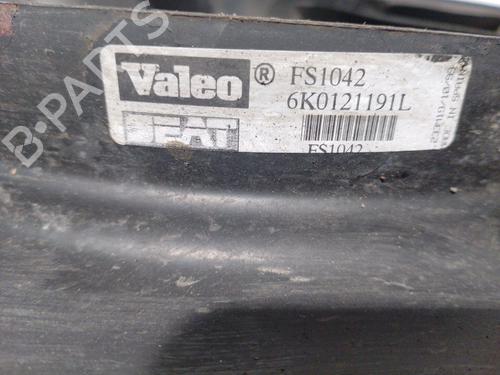 Valeo ® FS1042
6K0121191L
SEAT
FS1042
B-PARTS